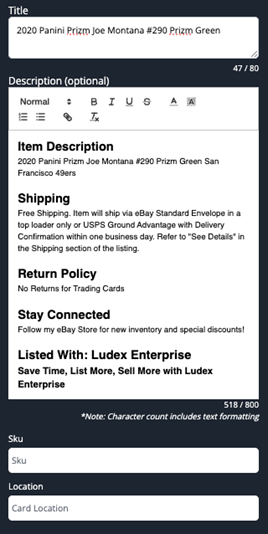 Title
2020 Panini Prizm Joe Montana #290 Prizm Green
47 / 80
Description (optional)
Normal B I U S A A
Item Description
2020 Panini Prizm Joe Montana #290 Prizm Green San
Francisco 49ers
Shipping
Free Shipping. Item will ship via eBay Standard Envelope in a
top loader only or USPS Ground Advantage with Delivery
Confirmation within one business day. Refer to "See Details" in
the Shipping section of the listing.
Return Policy
No Returns for Trading Cards
Stay Connected
Follow my eBay Store for new inventory and special discounts!
Listed With: Ludex Enterprise
Save Time, List More, Sell More with Ludex
Enterprise
518 / 800
*Note: Character count includes text formatting
Sku
Sku
Location
Card Location